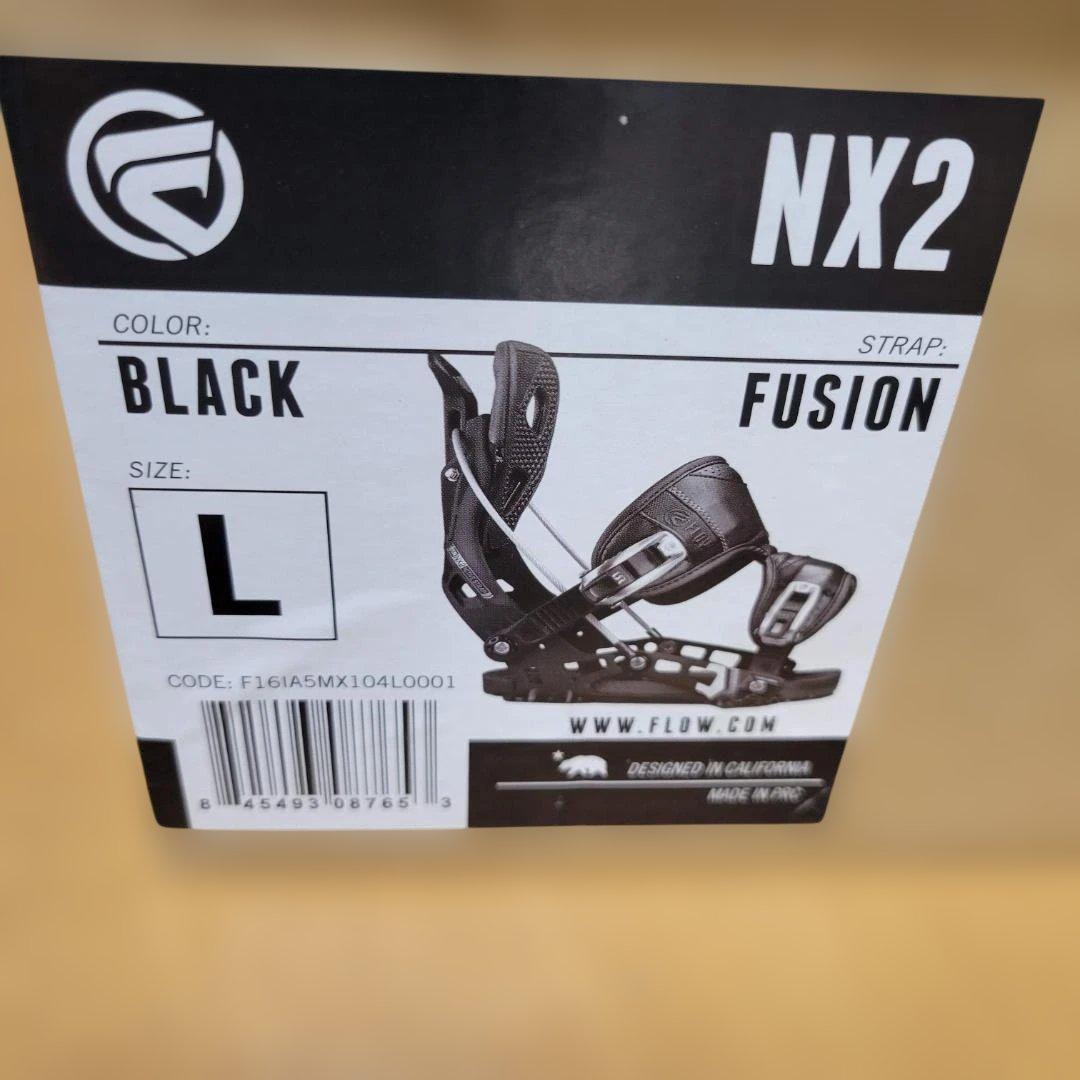 NX2
COLOR:
STRAP:
BLACK
FUSION
SIZE:
L
FLOW
CODE: F16IA5MX104L0001
WWW.FLOW.COM
DESIGNED IN CALIFORNIA
MADE IN PRC
8 45493 08765 3